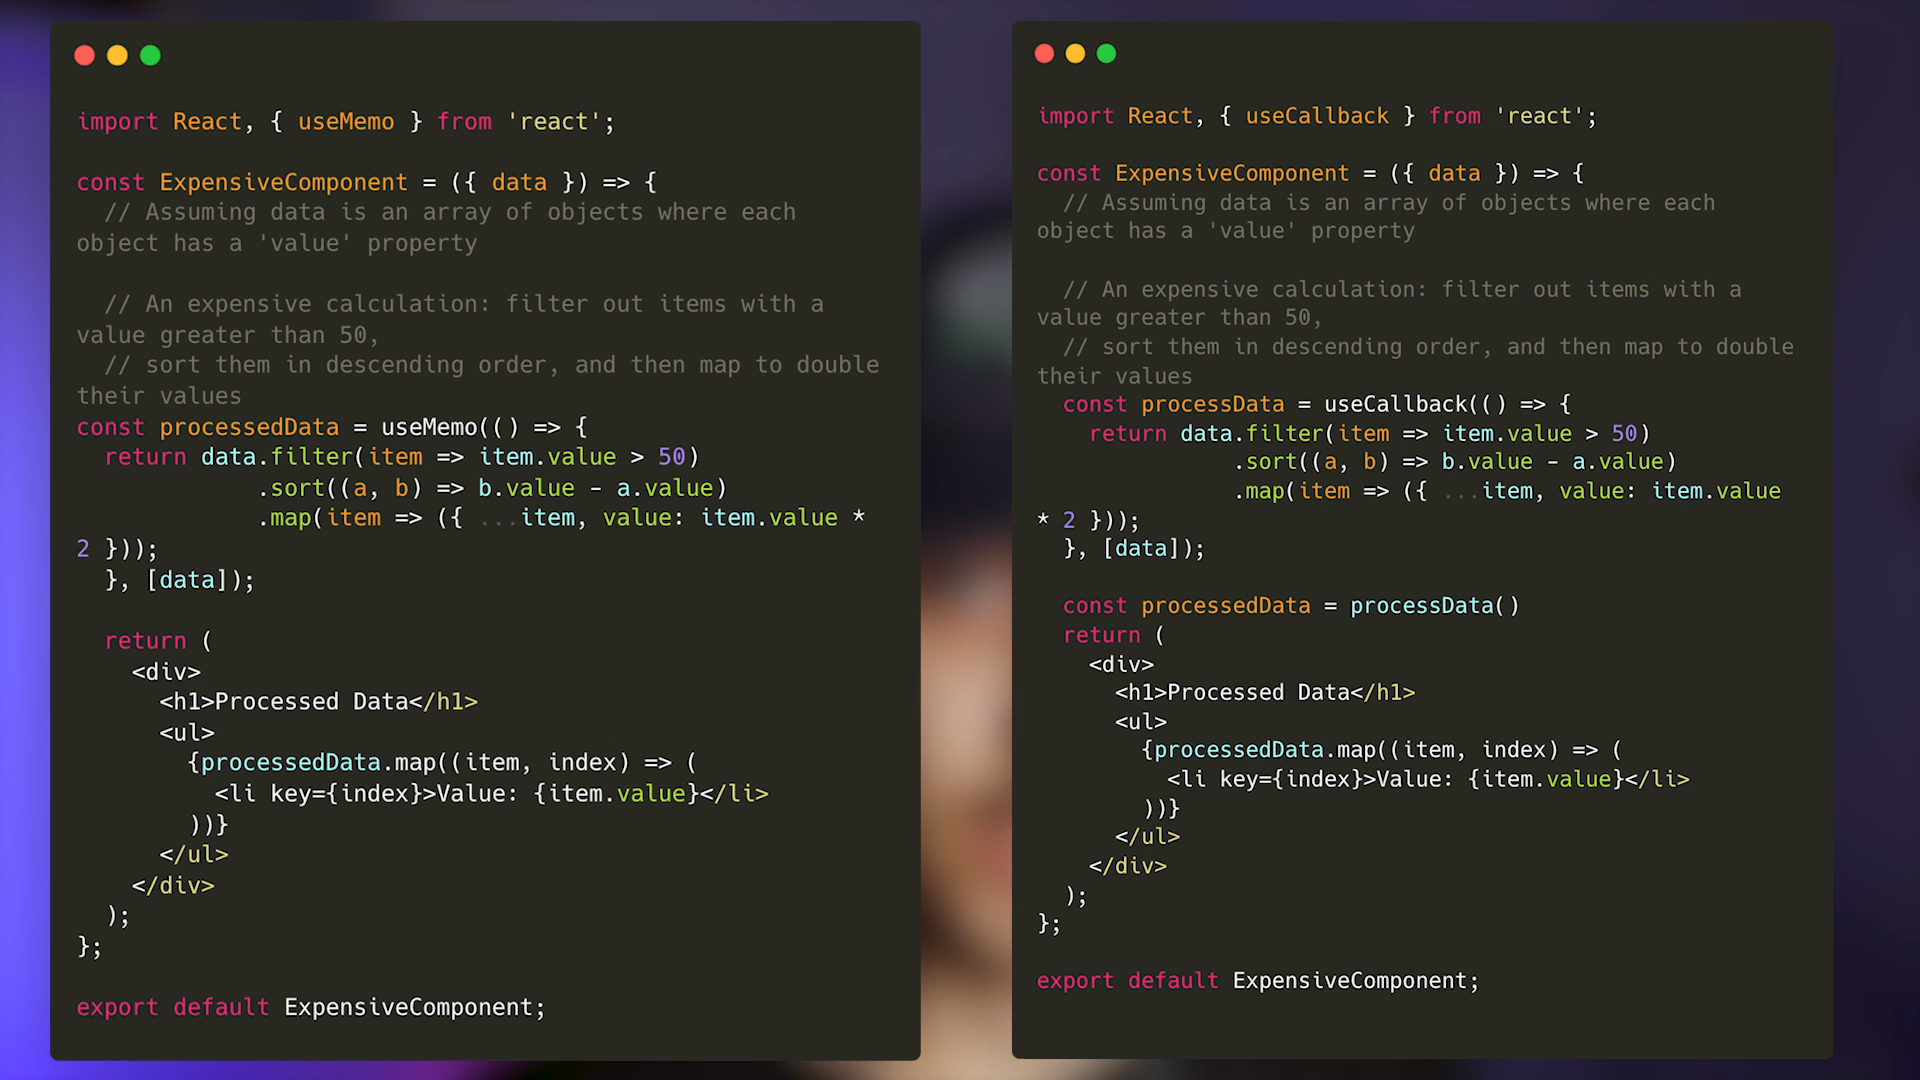 import React, { useMemo } from 'react';
const ExpensiveComponent = ({ data }) => {
// Assuming data is an array of objects where each
object has a 'value' property
// An expensive calculation: filter out items with a
value greater than 50,
// sort them in descending order, and then map to double
their values
const processedData = useMemo(() => {
return data.filter(item => item.value > 50)
.sort((a, b) => b.value - a.value)
.map(item => ({ ...item, value: item.value *
2 }));
}, [data]);
return (
<div>
<h1>Processed Data</h1>
<ul>
{processedData.map((item, index) => (
<li key={index}>Value: {item.value}</li>
))}
</ul>
</div>
);
};
export default ExpensiveComponent;
import React, { useCallback } from 'react';
const ExpensiveComponent = ({ data }) => {
// Assuming data is an array of objects where each
object has a 'value' property
// An expensive calculation: filter out items with a
value greater than 50,
// sort them in descending order, and then map to double
their values
const processData = useCallback(() => {
return data.filter(item => item.value > 50)
.sort((a, b) => b.value - a.value)
.map(item => ({ ...item, value: item.value
* 2 }));
}, [data]);
const processedData = processData()
return (
<div>
<h1>Processed Data</h1>
<ul>
{processedData.map((item, index) => (
<li key={index}>Value: {item.value}</li>
))}
</ul>
</div>
);
};
export default ExpensiveComponent;